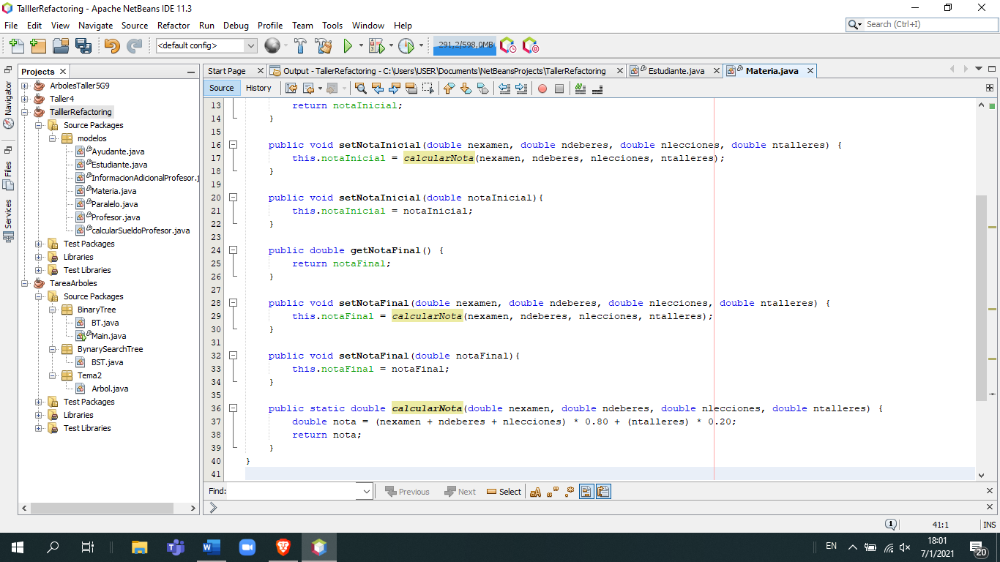 TalllerRefactoring - Apache NetBeans IDE 11.3
File Edit View Navigate Source Refactor Run Debug Profile Team Tools Window Help
Search (Ctrl+I)
<default config>
291,2/598,0MB
Projects
Start Page
Output - TallerRefactoring - C:\Users\USER\Documents\NetBeansProjects\TallerRefactoring
Estudiante.java
Materia.java
Navigator
Files
Services
ArbolesTaller5G9
Taller4
TalllerRefactoring
Source Packages
modelos
Ayudante.java
Estudiante.java
InformacionAdicionalProfesor.j
Materia.java
Paralelo.java
Profesor.java
calcularSueldoProfesor.java
Test Packages
Libraries
Test Libraries
TareaArboles
Source Packages
BinaryTree
BT.java
Main.java
BynarySearchTree
BST.java
Tema2
Arbol.java
Test Packages
Libraries
Test Libraries
Source History
13 return notaInicial;
14 }
15
16 public void setNotaInicial(double nexamen, double ndeberes, double nlecciones, double ntalleres) {
17 this.notaInicial = calcularNota(nexamen, ndeberes, nlecciones, ntalleres);
18 }
19
20 public void setNotaInicial(double notaInicial){
21 this.notaInicial = notaInicial;
22 }
23
24 public double getNotaFinal() {
25 return notaFinal;
26 }
27
28 public void setNotaFinal(double nexamen, double ndeberes, double nlecciones, double ntalleres) {
29 this.notaFinal = calcularNota(nexamen, ndeberes, nlecciones, ntalleres);
30 }
31
32 public void setNotaFinal(double notaFinal){
33 this.notaFinal = notaFinal;
34 }
35
36 public static double calcularNota(double nexamen, double ndeberes, double nlecciones, double ntalleres) {
37 double nota = (nexamen + ndeberes + nlecciones) * 0.80 + (ntalleres) * 0.20;
38 return nota;
39 }
40 }
41
Find:
Previous Next Select
1
41:1 INS
EN
18:01
7/1/2021
20